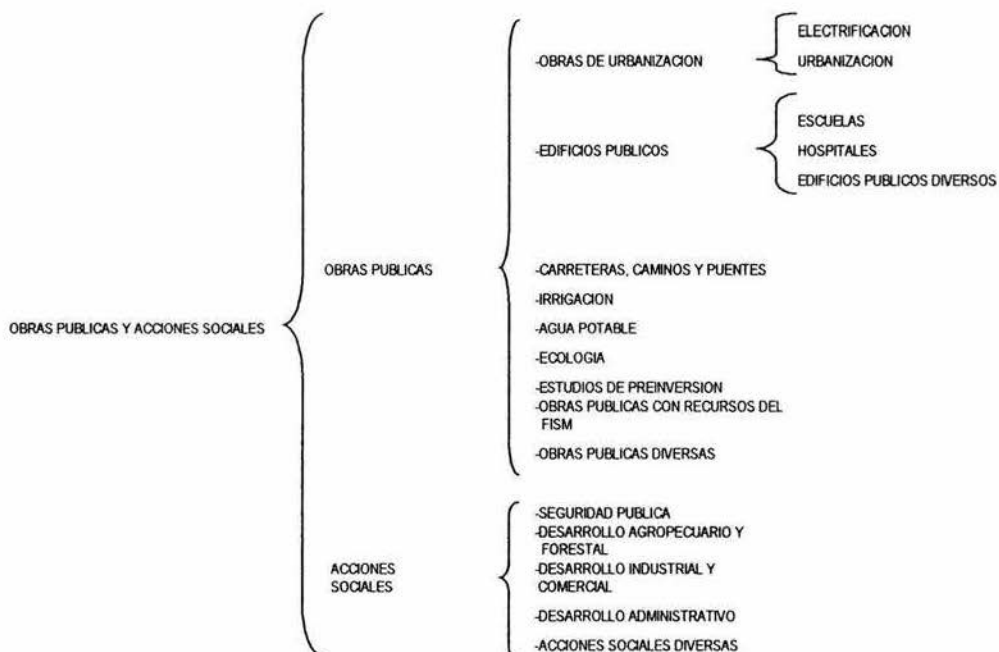 OBRAS PUBLICAS Y ACCIONES SOCIALES
OBRAS PUBLICAS
-OBRAS DE URBANIZACION
ELECTRIFICACION
URBANIZACION
-EDIFICIOS PUBLICOS
ESCUELAS
HOSPITALES
EDIFICIOS PUBLICOS DIVERSOS
-CARRETERAS, CAMINOS Y PUENTES
-IRRIGACION
-AGUA POTABLE
-ECOLOGIA
-ESTUDIOS DE PREINVERSION
-OBRAS PUBLICAS CON RECURSOS DEL
FISM
-OBRAS PUBLICAS DIVERSAS
ACCIONES
SOCIALES
-SEGURIDAD PUBLICA
-DESARROLLO AGROPECUARIO Y
FORESTAL
-DESARROLLO INDUSTRIAL Y
COMERCIAL
-DESARROLLO ADMINISTRATIVO
-ACCIONES SOCIALES DIVERSAS